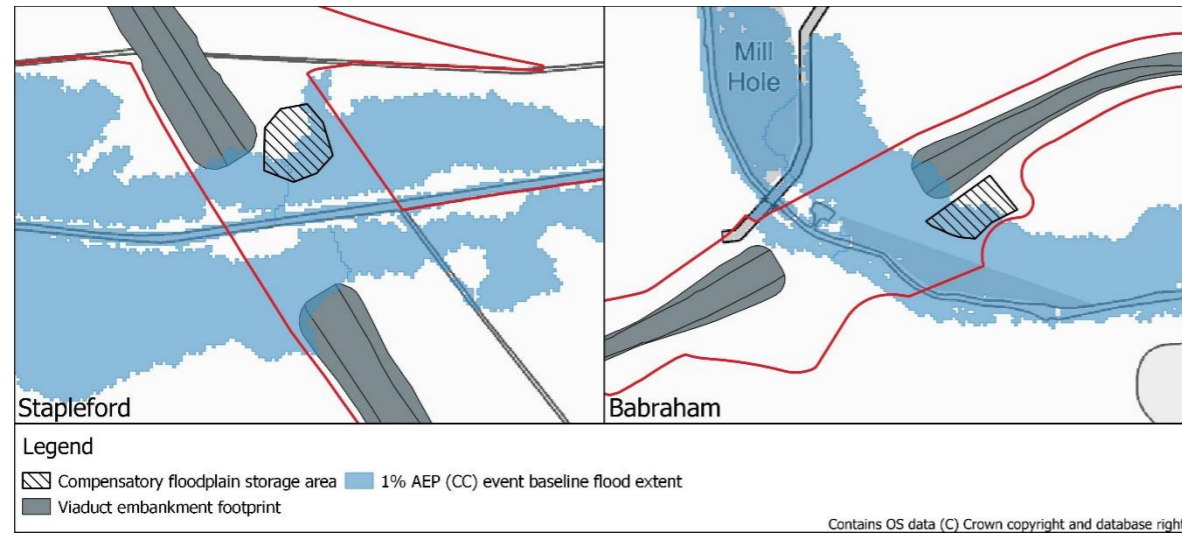 Mill
Hole
Stapleford
Babraham
Legend
Compensatory floodplain storage area
1% AEP (CC) event baseline flood extent
Viaduct embankment footprint
Contains OS data (C) Crown copyright and database right